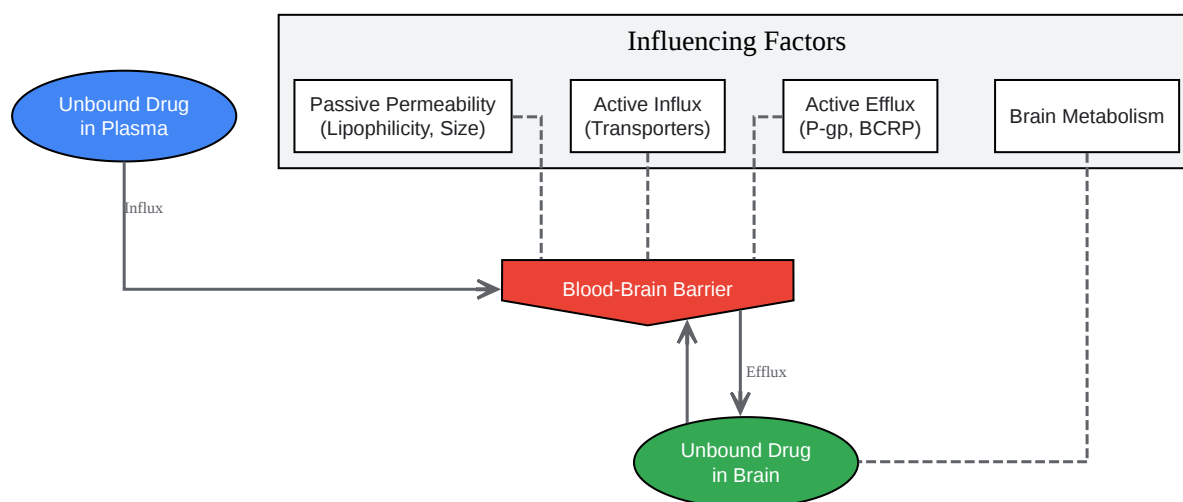 Influencing Factors
Unbound Drug
in Plasma
Passive Permeability
(Lipophilicity, Size)
Active Influx
(Transporters)
Active Efflux
(P-gp, BCRP)
Brain Metabolism
Influx
Blood-Brain Barrier
Efflux
Unbound Drug
in Brain